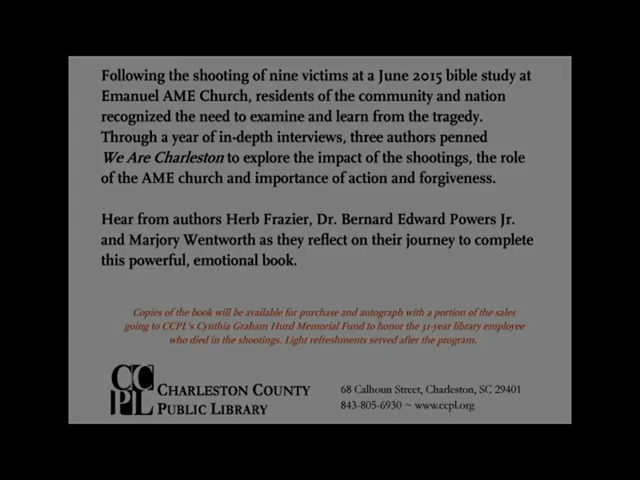 Following the shooting of nine victims at a June 2015 bible study at
Emanuel AME Church, residents of the community and nation
recognized the need to examine and learn from the tragedy.
Through a year of in-depth interviews, three authors penned
We Are Charleston to explore the impact of the shootings, the role
of the AME church and importance of action and forgiveness.
Hear from authors Herb Frazier, Dr. Bernard Edward Powers Jr.
and Marjory Wentworth as they reflect on their journey to complete
this powerful, emotional book.
Copies of the book will be available for purchase and autograph with a portion of the sales
going to CCPL's Cynthia Graham Hurd Memorial Fund to honor the 31-year library employee
who died in the shootings. Light refreshments served after the program.
CC
PL
Charleston County
Public Library
68 Calhoun Street, Charleston, SC 29401
843-805-6930 ~ www.ccpl.org